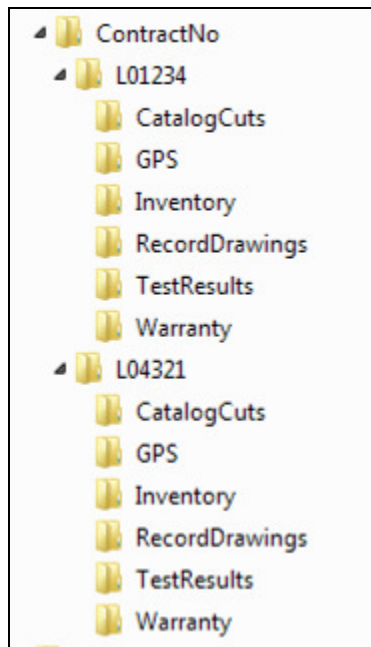 ContractNo
L01234
CatalogCuts
GPS
Inventory
RecordDrawings
TestResults
Warranty
L04321
CatalogCuts
GPS
Inventory
RecordDrawings
TestResults
Warranty